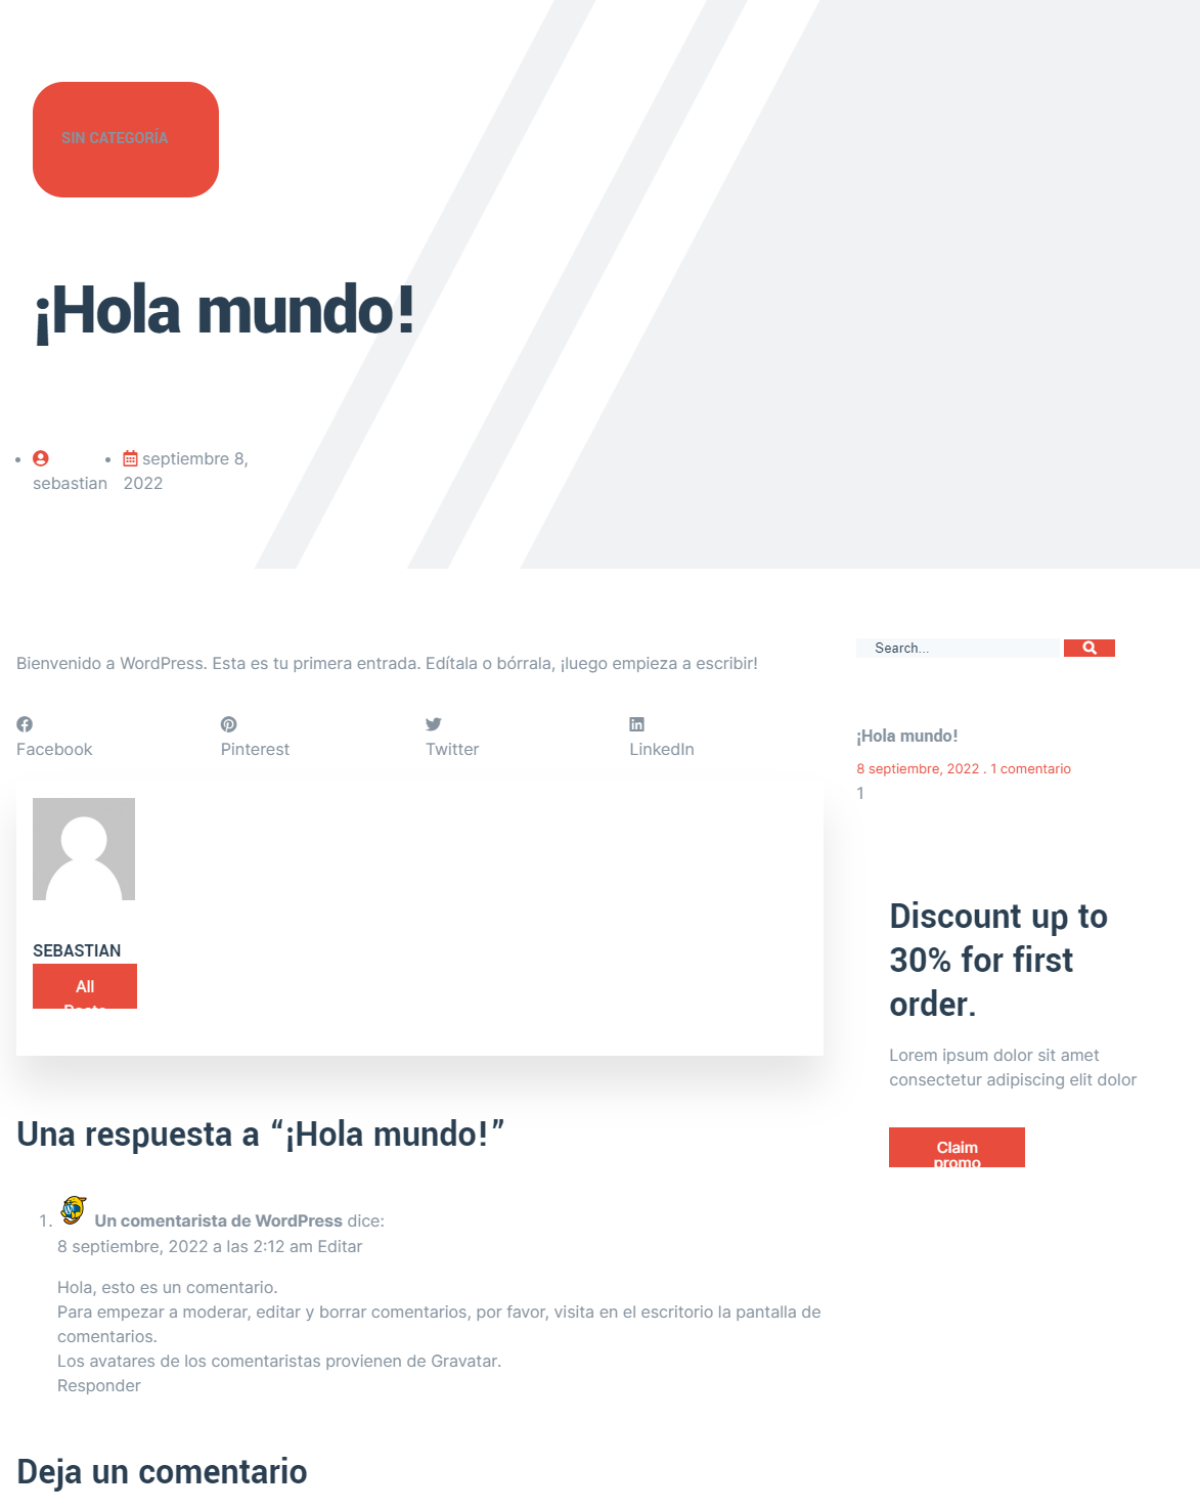 SIN CATEGORÍA
¡Hola mundo!
sebastian
septiembre 8,
2022
Bienvenido a WordPress. Esta es tu primera entrada. Edítala o bórrala, ¡luego empieza a escribir!
Facebook
Pinterest
Twitter
LinkedIn
SEBASTIAN
All
Posts
Una respuesta a “¡Hola mundo!”
1. Un comentarista de WordPress dice:
8 septiembre, 2022 a las 2:12 am Editar
Hola, esto es un comentario.
Para empezar a moderar, editar y borrar comentarios, por favor, visita en el escritorio la pantalla de
comentarios.
Los avatares de los comentaristas provienen de Gravatar.
Responder
Deja un comentario
Search...
¡Hola mundo!
8 septiembre, 2022 . 1 comentario
1
Discount up to
30% for first
order.
Lorem ipsum dolor sit amet
consectetur adipiscing elit dolor
Claim
promo